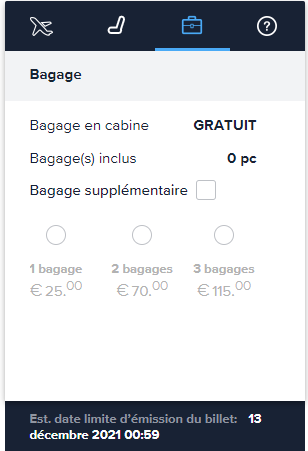 Bagage
Bagage en cabine GRATUIT
Bagage(s) inclus 0 pc
Bagage supplémentaire
1 bagage 2 bagages 3 bagages
€ 25.00 € 70.00 € 115.00
Est. date limite d'émission du billet: 13
décembre 2021 00:59